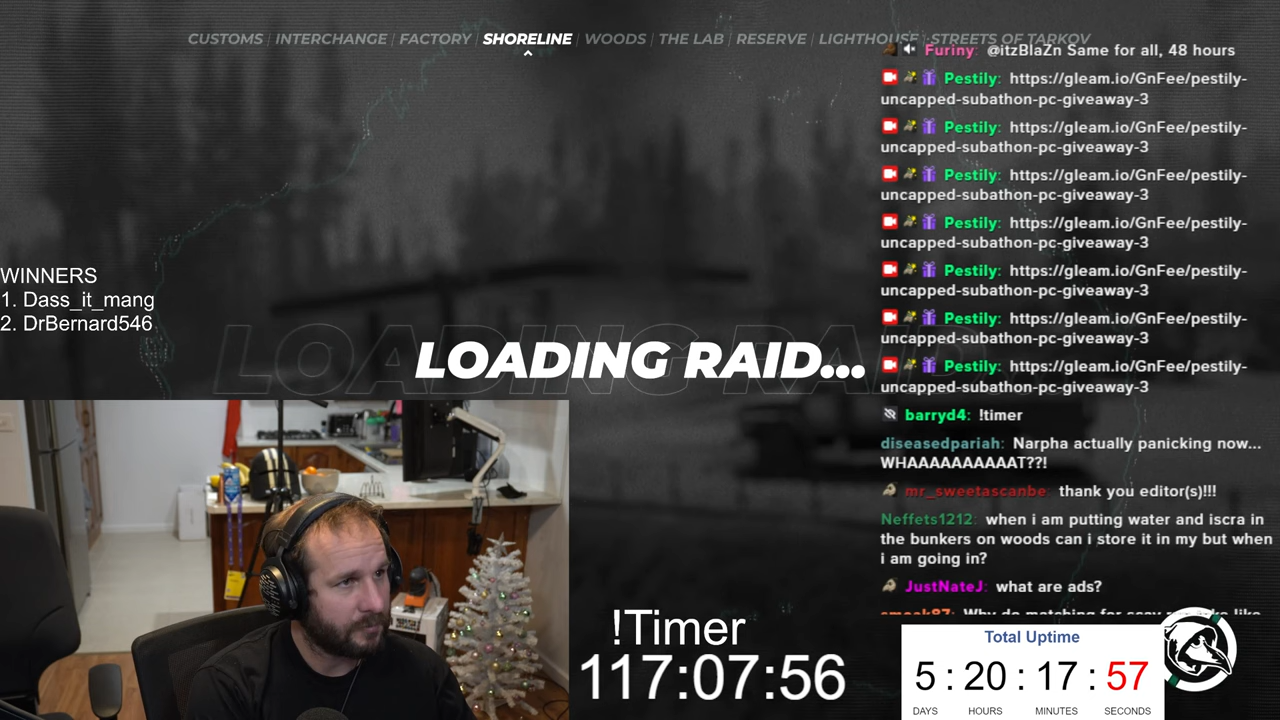 CUSTOMS | INTERCHANGE | FACTORY | SHORELINE | WOODS | THE LAB | RESERVE | LIGHTHOUSE | STREETS OF TARKOV
Furiny: @itzBlaZn Same for all, 48 hours
Pestily: https://gleam.io/GnFee/pestily-
uncapped-subathon-pc-giveaway-3
Pestily: https://gleam.io/GnFee/pestily-
uncapped-subathon-pc-giveaway-3
Pestily: https://gleam.io/GnFee/pestily-
uncapped-subathon-pc-giveaway-3
Pestily: https://gleam.io/GnFee/pestily-
uncapped-subathon-pc-giveaway-3
Pestily: https://gleam.io/GnFee/pestily-
uncapped-subathon-pc-giveaway-3
Pestily: https://gleam.io/GnFee/pestily-
uncapped-subathon-pc-giveaway-3
Pestily: https://gleam.io/GnFee/pestily-
uncapped-subathon-pc-giveaway-3
barryd4: !timer
diseasedpariah: Narpha actually panicking now...
WHAAAAAAAAAT??!
mr_sweetascanbe: thank you editor(s)!!!
Neffets1212: when i am putting water and iscra in
the bunkers on woods can i store it in my but when
i am going in?
JustNateJ: what are ads?
WINNERS
1. Dass_it_mang
2. DrBernard546
LOADING RAID
LOADING RAID...
!Timer
117:07:56
Total Uptime
5 : 20 : 17 : 57
DAYS HOURS MINUTES SECONDS